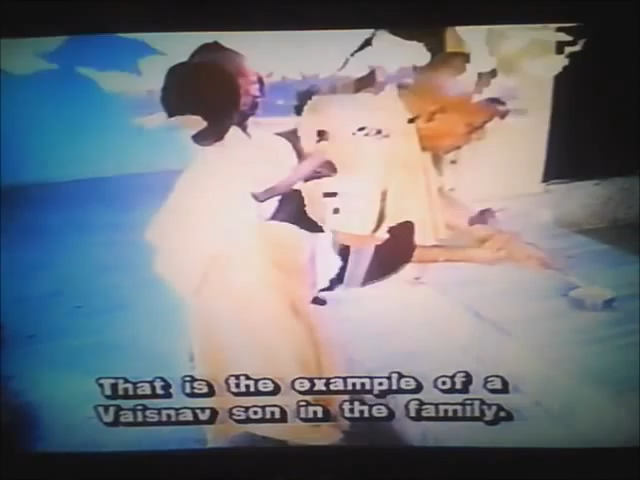 That is the example of a
Vaisnav son in the family.